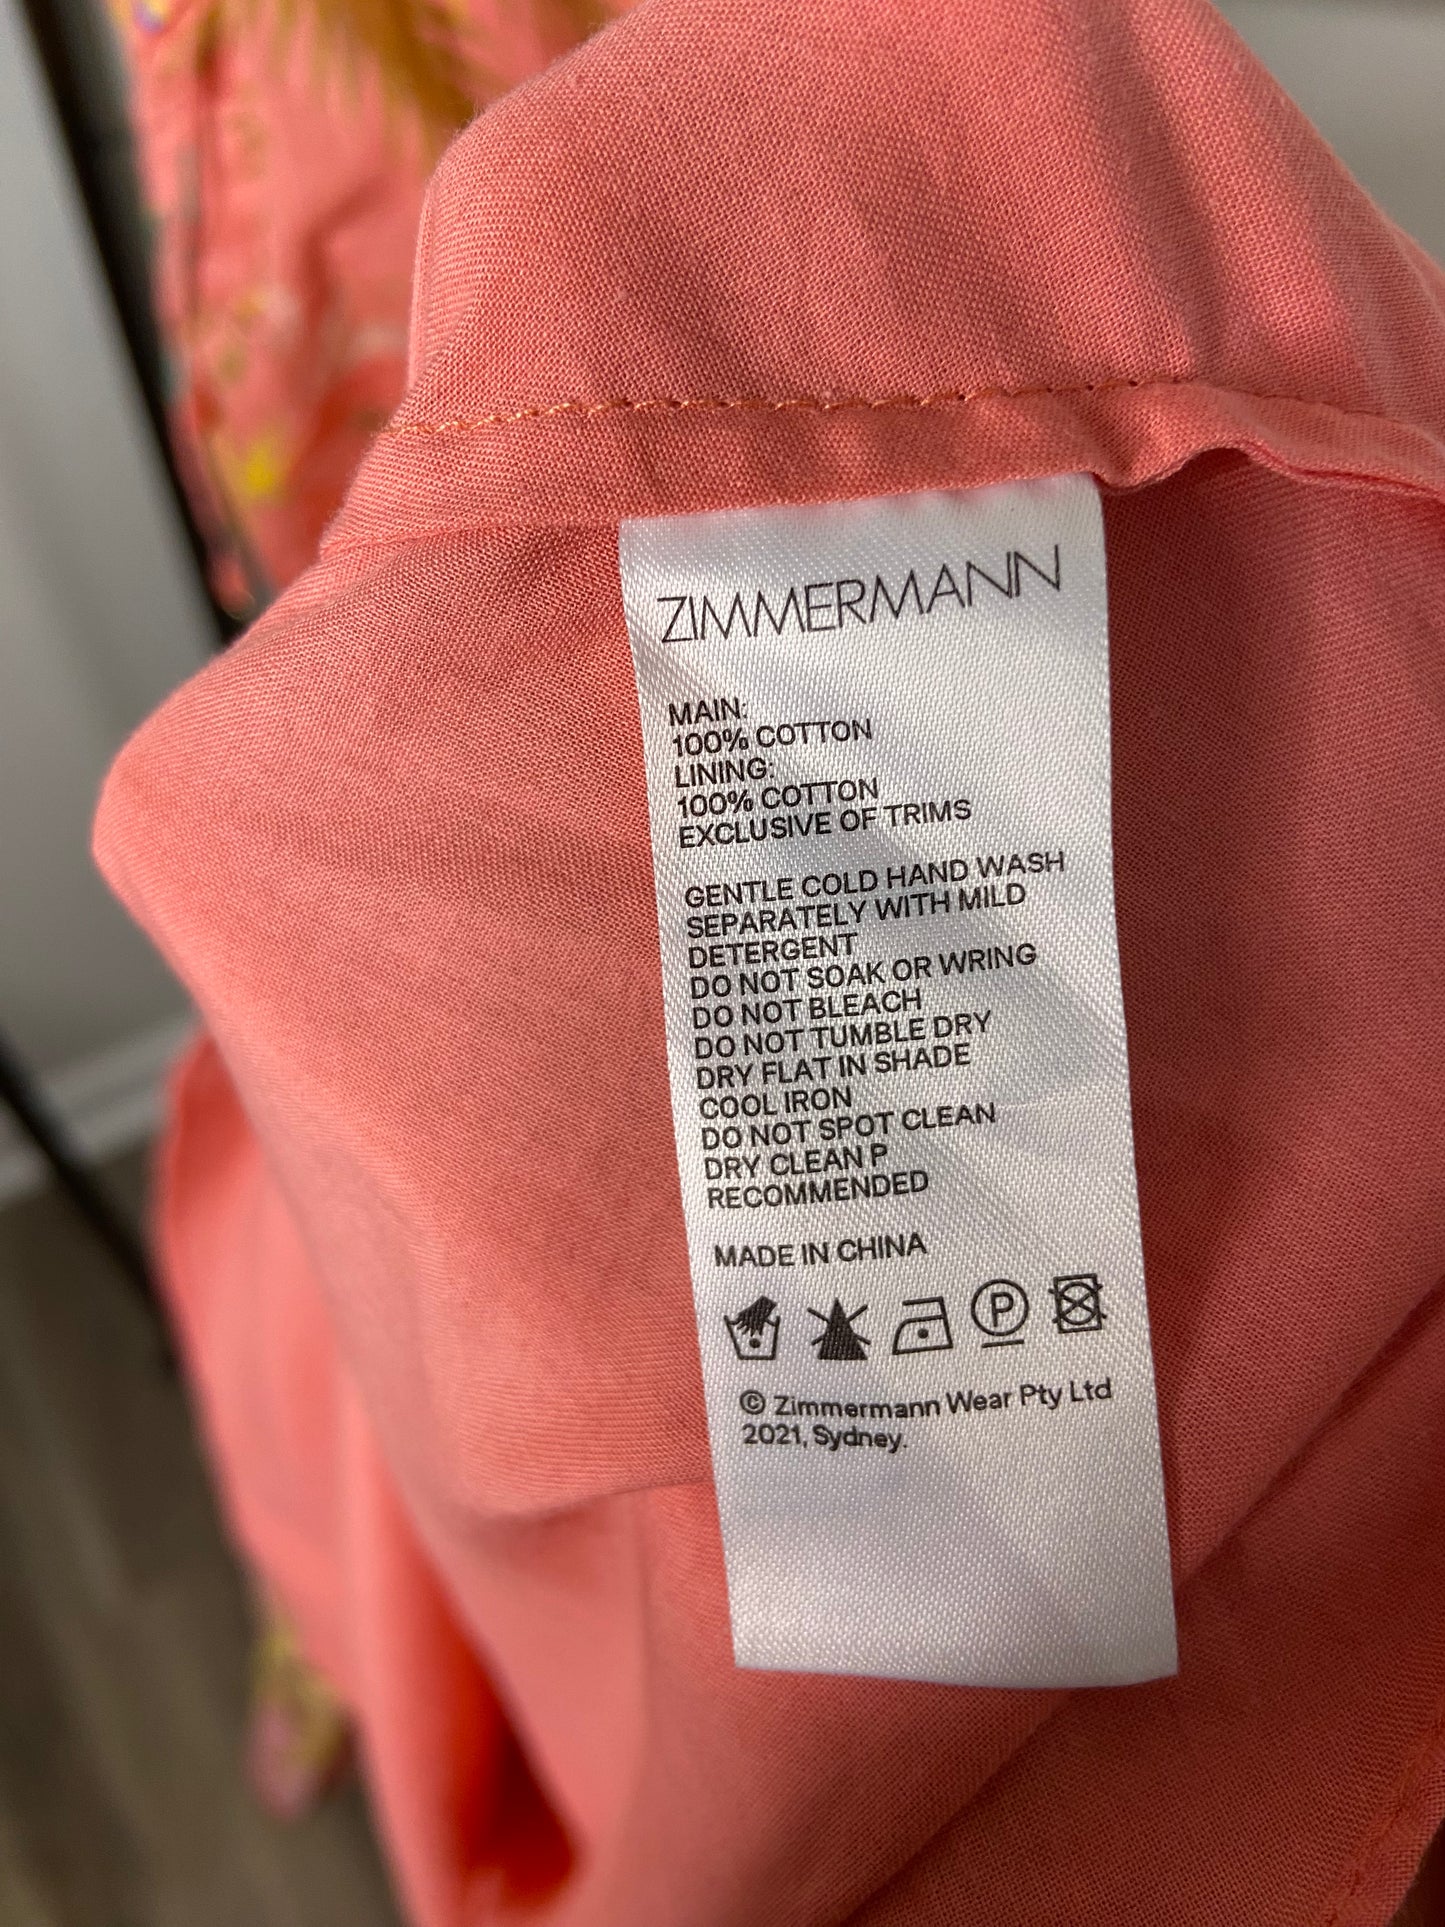 ZIMMERMANN
MAIN:
100% COTTON
LINING:
100% COTTON
EXCLUSIVE OF TRIMS
GENTLE COLD HAND WASH
SEPARATELY WITH MILD
DETERGENT
DO NOT SOAK OR WRING
DO NOT BLEACH
DO NOT TUMBLE DRY
DRY FLAT IN SHADE
COOL IRON
DO NOT SPOT CLEAN
DRY CLEAN P
RECOMMENDED
MADE IN CHINA
P
© Zimmermann Wear Pty Ltd
2021, Sydney.